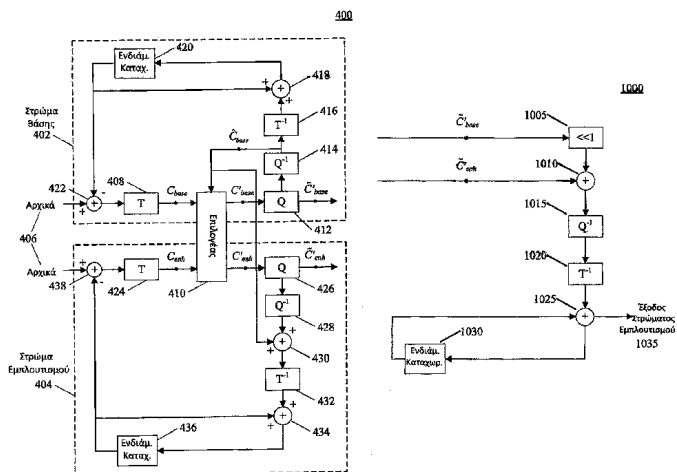 400
Ενδιάμ.
Καταχ.
420
+
+
+
418
Στρώμα
Βάσης
402
T⁻¹
416
Ĉbase
Q⁻¹
414
-
422
+
Αρχικά
408
T
Cbase
C'base
Q
C̃'base
412
406
Επιλογέας
Αρχικά
+
438
-
T
424
Cenh
410
C'enh
Q
C̃'enh
426
Q⁻¹
428
+
+
+
430
Στρώμα
Εμπλουτισμού
404
T⁻¹
432
+
+
+
434
Ενδιάμ.
Καταχ.
436
1000
C̃'base
1005
<<1
C̃'enh
1010
+
1015
Q⁻¹
1020
T⁻¹
1025
+
Έξοδος
Στρώματος
Εμπλουτισμού
1035
1030
Ενδιάμ.
Καταχωρ.